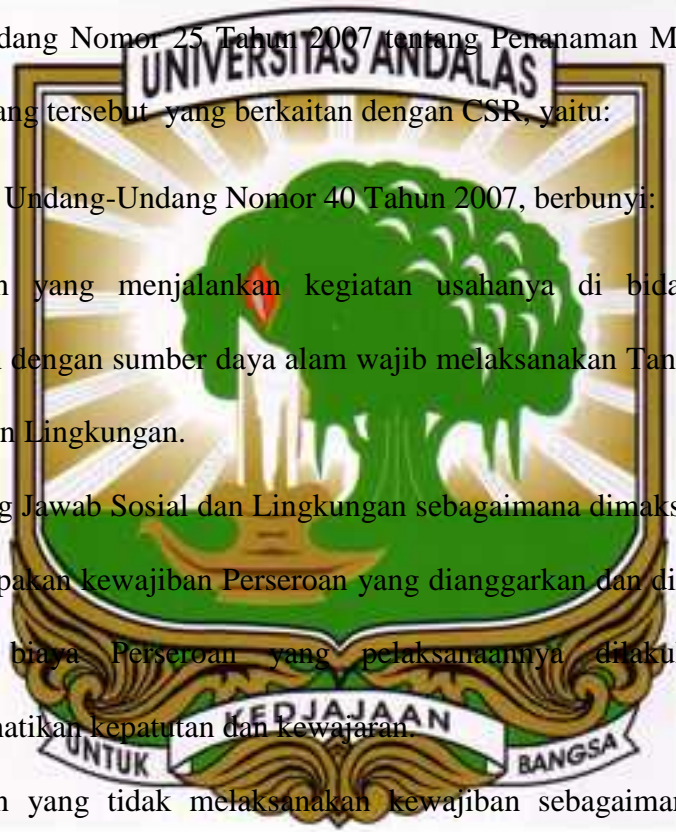 UNIVERSITAS ANDALAS
dang Nomor 25 Tahun 2007 tentang Penanaman M
ang tersebut yang berkaitan dengan CSR, yaitu:
Undang-Undang Nomor 40 Tahun 2007, berbunyi:
yang menjalankan kegiatan usahanya di bida
dengan sumber daya alam wajib melaksanakan Tan
n Lingkungan.
g Jawab Sosial dan Lingkungan sebagaimana dimaks
pakan kewajiban Perseroan yang dianggarkan dan di
biaya Perseroan yang pelaksanaannya dilaku
natikan kepatutan dan kewajaran.
UNTUK KEDJAJAAN BANGSA
n yang tidak melaksanakan kewajiban sebagaimar